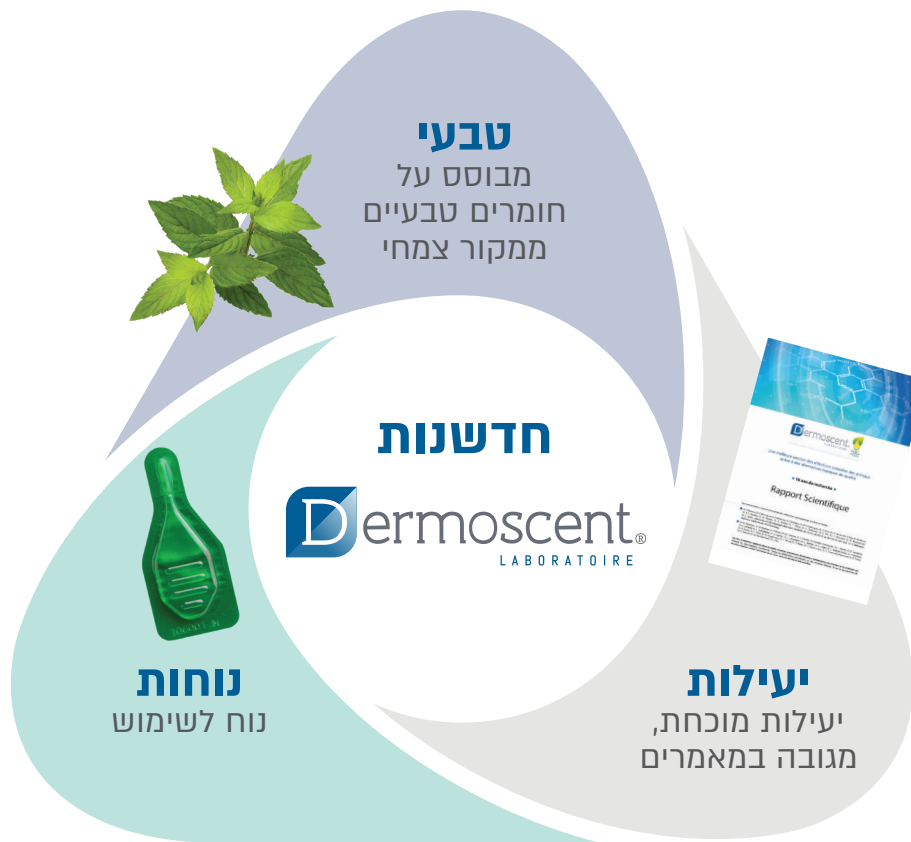 טבעי
מבוסס על
חומרים טבעיים
ממקור צמחי
חדשנות
Dermoscent®
LABORATOIRE
Dermoscent
LABORATOIRE
Rapport Scientifique
נוחות
נוח לשימוש
יעילות
יעילות מוכחת,
מגובה במאמרים